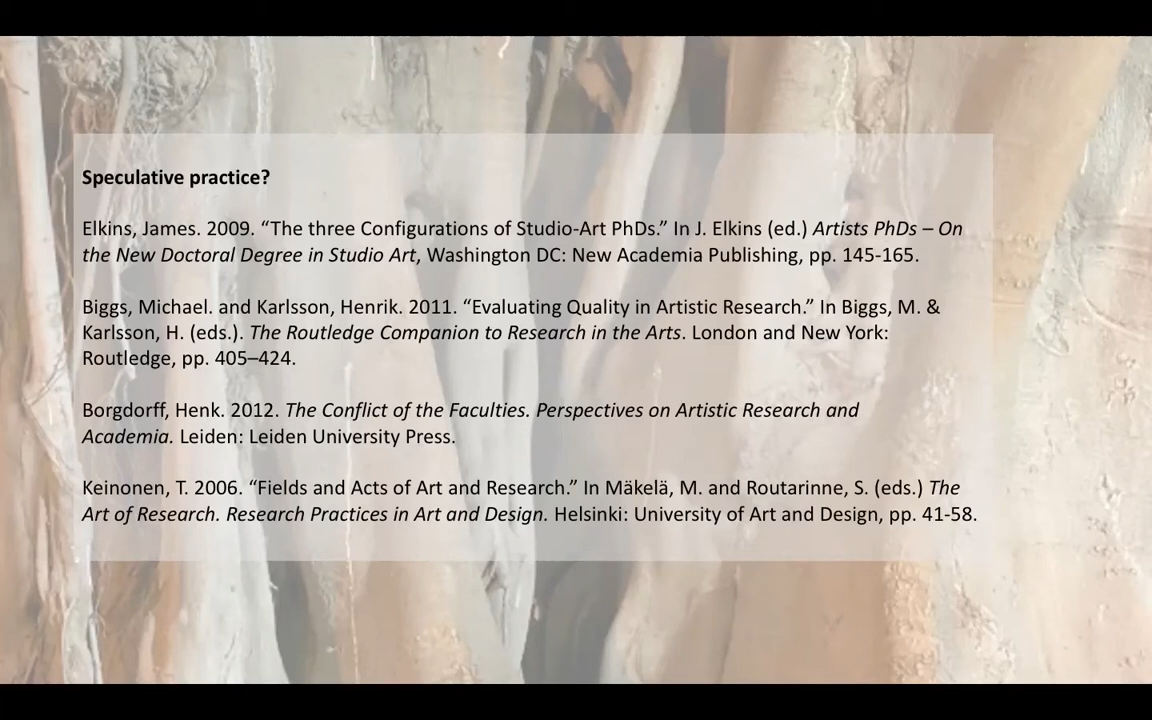 Speculative practice?
Elkins, James. 2009. “The three Configurations of Studio-Art PhDs.” In J. Elkins (ed.) Artists PhDs – On
the New Doctoral Degree in Studio Art, Washington DC: New Academia Publishing, pp. 145-165.
Biggs, Michael. and Karlsson, Henrik. 2011. “Evaluating Quality in Artistic Research.” In Biggs, M. &
Karlsson, H. (eds.). The Routledge Companion to Research in the Arts. London and New York:
Routledge, pp. 405–424.
Borgdorff, Henk. 2012. The Conflict of the Faculties. Perspectives on Artistic Research and
Academia. Leiden: Leiden University Press.
Keinonen, T. 2006. “Fields and Acts of Art and Research.” In Mäkelä, M. and Routarinne, S. (eds.) The
Art of Research. Research Practices in Art and Design. Helsinki: University of Art and Design, pp. 41-58.